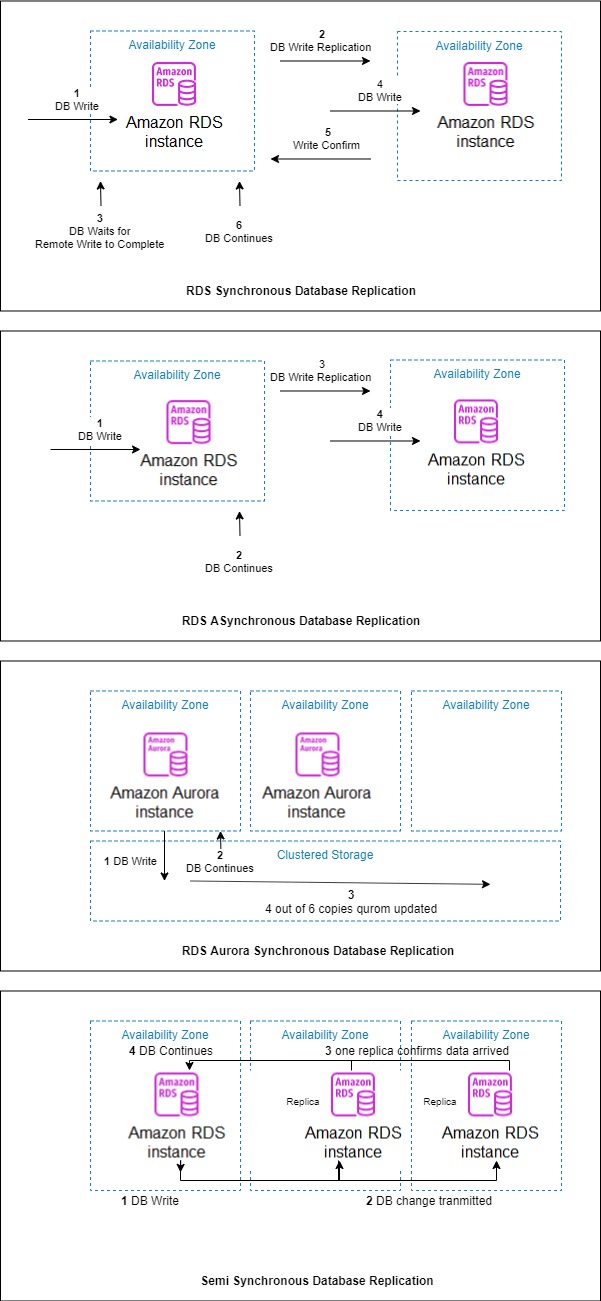 Availability Zone
Amazon
RDS
Amazon RDS
instance
1
DB Write
2
DB Write Replication
Availability Zone
Amazon
RDS
Amazon RDS
instance
4
DB Write
5
Write Confirm
3
DB Waits for
Remote Write to Complete
6
DB Continues
RDS Synchronous Database Replication
Availability Zone
Amazon
RDS
Amazon RDS
instance
1
DB Write
3
DB Write Replication
Availability Zone
Amazon
RDS
Amazon RDS
instance
4
DB Write
2
DB Continues
RDS ASynchronous Database Replication
Availability Zone
Amazon
Aurora
Amazon Aurora
instance
Availability Zone
Amazon
Aurora
Amazon Aurora
instance
Availability Zone
1 DB Write
2
DB Continues
Clustered Storage
3
4 out of 6 copies qurom updated
RDS Aurora Synchronous Database Replication
Availability Zone
Availability Zone
Availability Zone
4 DB Continues
3 one replica confirms data arrived
Amazon
RDS
Amazon RDS
instance
Replica
Amazon
RDS
Amazon RDS
instance
Replica
Amazon
RDS
Amazon RDS
instance
1 DB Write
2 DB change tranmitted
Semi Synchronous Database Replication